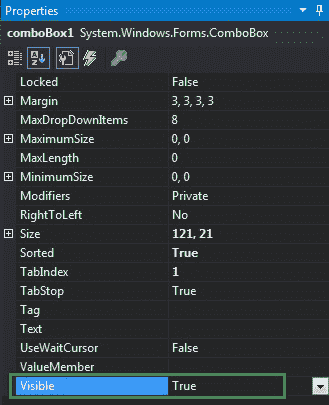 Properties
comboBox1 System.Windows.Forms.ComboBox
Locked False
Margin 3, 3, 3, 3
MaxDropDownItems 8
MaximumSize 0, 0
MaxLength 0
MinimumSize 0, 0
Modifiers Private
RightToLeft No
Size 121, 21
Sorted True
TabIndex 1
TabStop True
Tag
Text
UseWaitCursor False
ValueMember
Visible True